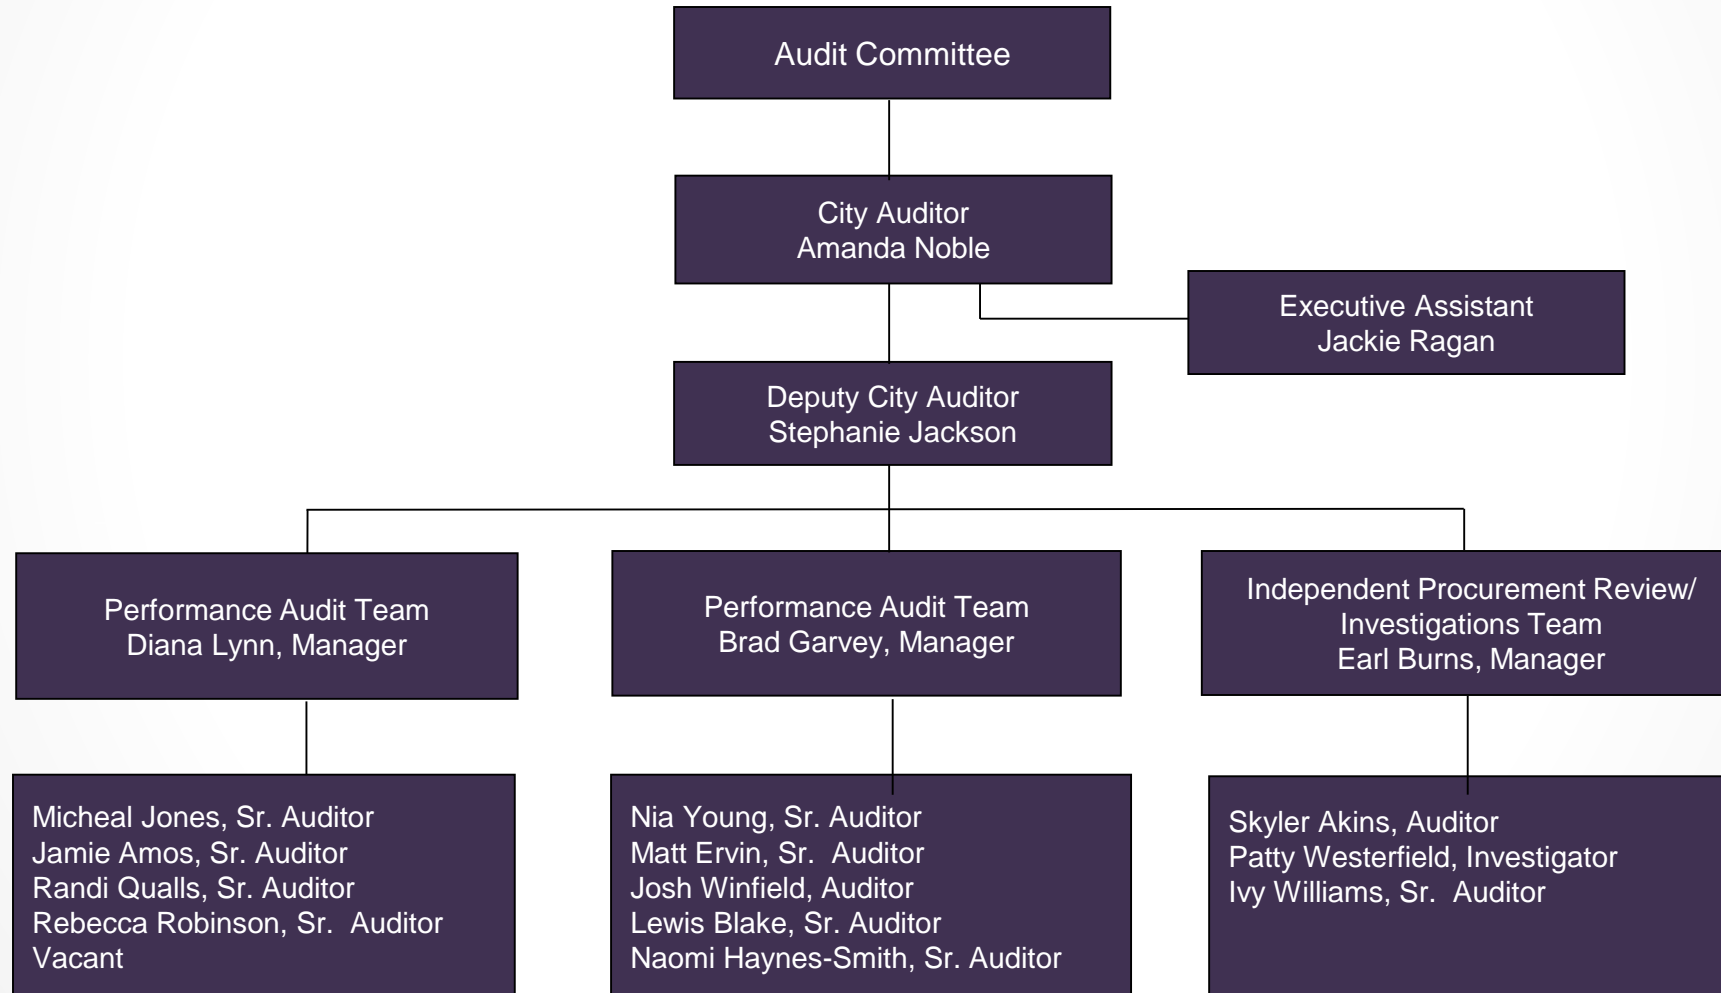 Audit Committee
City Auditor
Amanda Noble
Executive Assistant
Jackie Ragan
Deputy City Auditor
Stephanie Jackson
Performance Audit Team
Diana Lynn, Manager
Performance Audit Team
Brad Garvey, Manager
Independent Procurement Review/
Investigations Team
Earl Burns, Manager
Micheal Jones, Sr. Auditor
Jamie Amos, Sr. Auditor
Randi Qualls, Sr. Auditor
Rebecca Robinson, Sr.  Auditor
Vacant
Nia Young, Sr. Auditor
Matt Ervin, Sr.  Auditor
Josh Winfield, Auditor
Lewis Blake, Sr. Auditor
Naomi Haynes-Smith, Sr. Auditor
Skyler Akins, Auditor
Patty Westerfield, Investigator
Ivy Williams, Sr.  Auditor